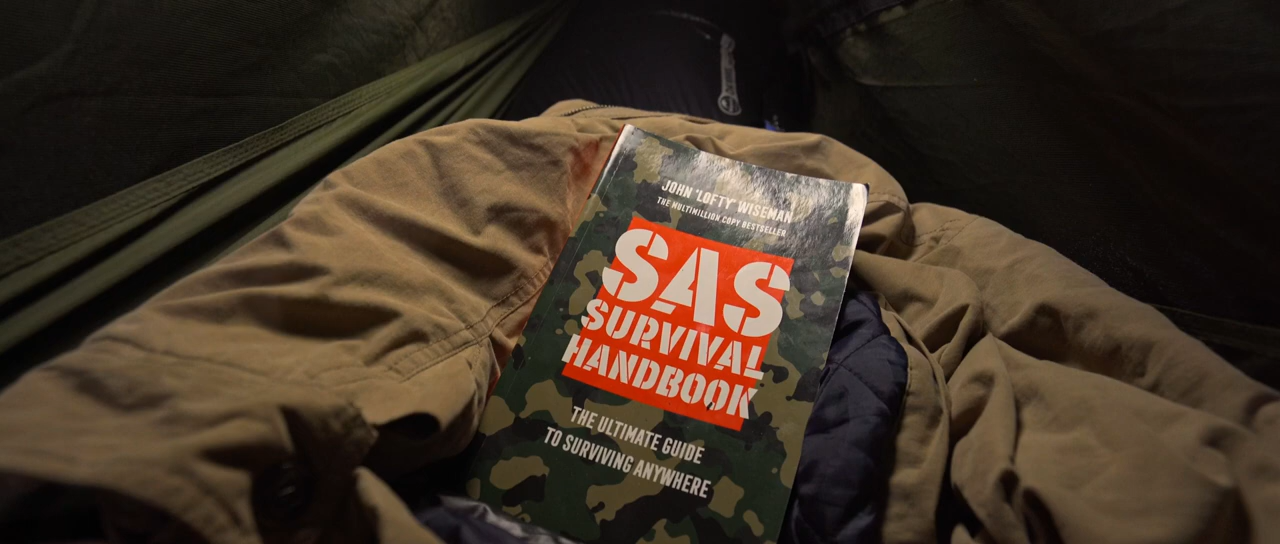 JOHN 'LOFTY' WISEMAN
THE MULTIMILLION COPY BESTSELLER
SAS
SURVIVAL
HANDBOOK
THE ULTIMATE GUIDE
TO SURVIVING ANYWHERE